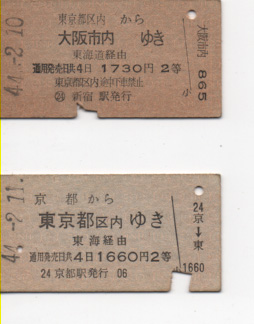 44.-2.10
東京都区内 から
大阪市内 ゆき
東海道経由
通用発売日共4日 1730円 2等
東京都区内途中下車禁止
㉔ 新宿駅発行
大阪市内
865
44.-2.11.
京都から
東京都区内 ゆき
東海経由
通用発売日共4日1660円2等
24 京都駅発行 06
24
京→東
1660